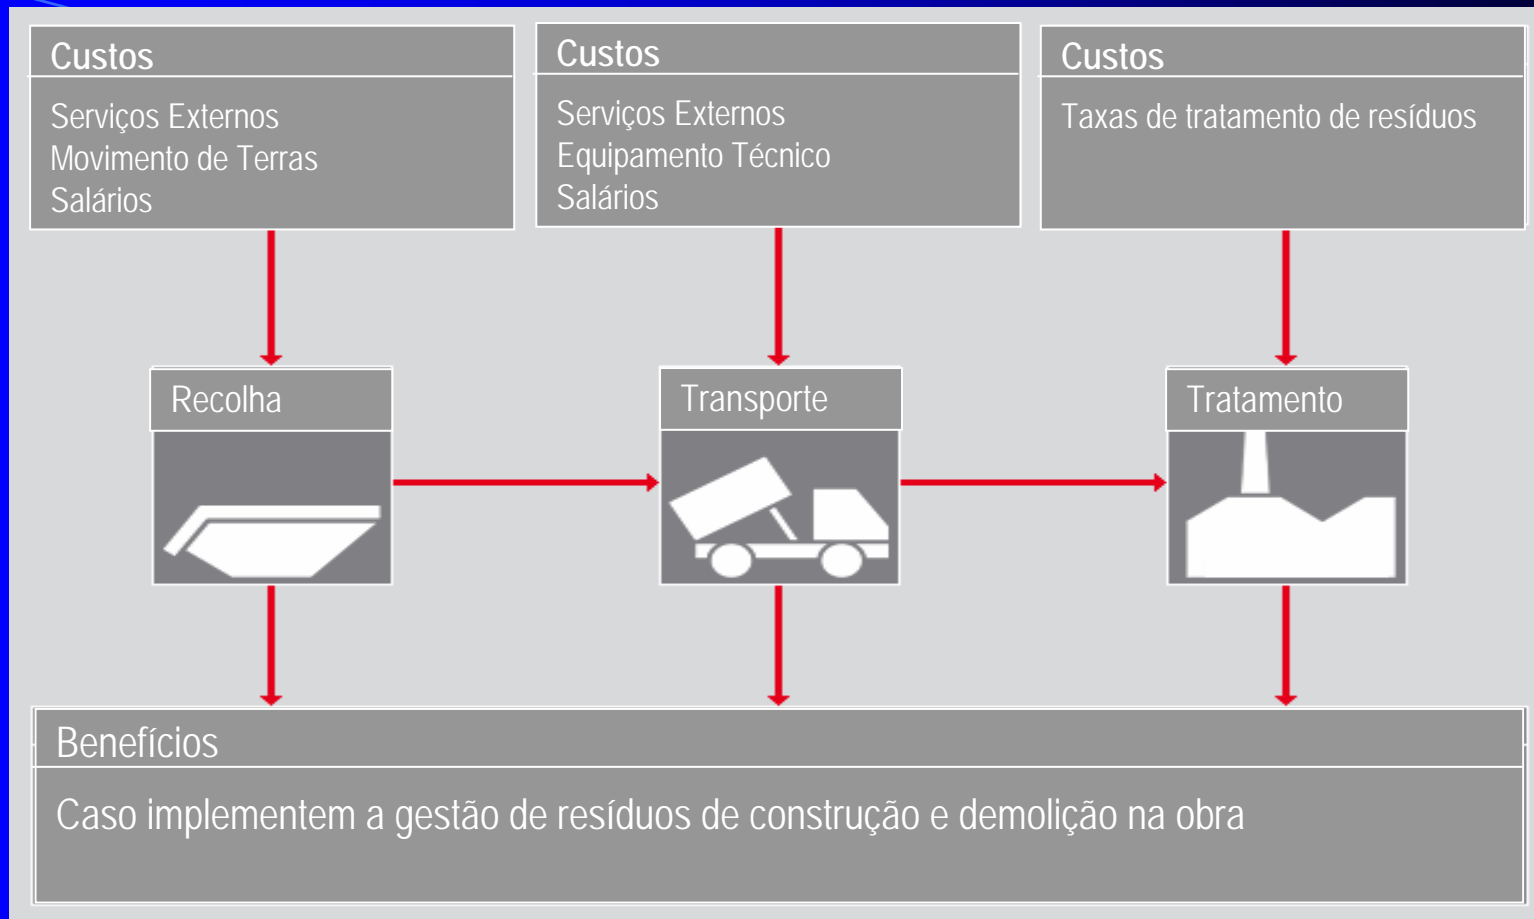 Custos
Serviços Externos
Movimento de Terras
Salários
Custos
Serviços Externos
Equipamento Técnico
Salários
Custos
Taxas de tratamento de resíduos
Recolha
Transporte
Tratamento
Benefícios
Caso implementem a gestão de resíduos de construção e demolição na obra